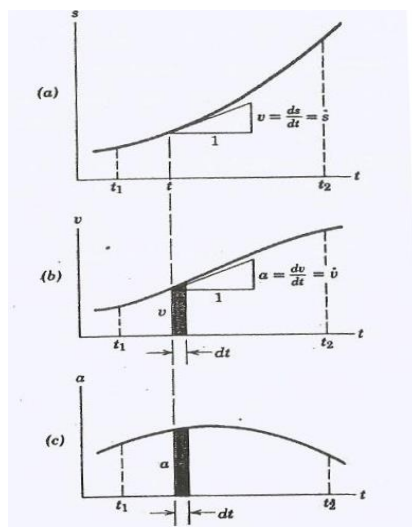 s
(a)
v = ds/dt = ṡ
1
t₁ t t₂ t
v
(b)
a = dv/dt = v̇
v
1
t₁ t₂ t
dt
a
(c)
a
t₁ t₂ t
dt